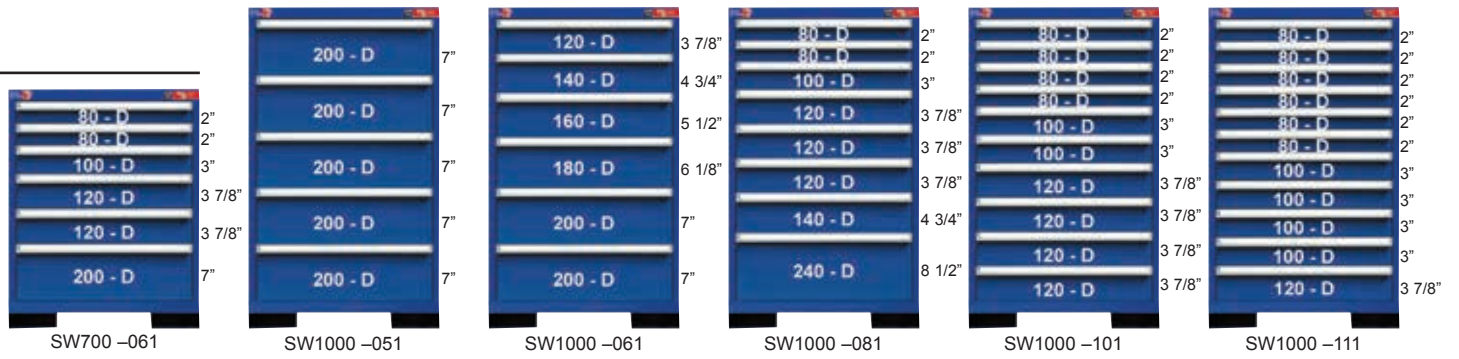 80 - D 2”
80 - D 2”
100 - D 3”
120 - D 3 7/8”
120 - D 3 7/8”
200 - D 7”
SW700 –061
200 - D 7”
200 - D 7”
200 - D 7”
200 - D 7”
200 - D 7”
SW1000 –051
120 - D 3 7/8”
140 - D 4 3/4”
160 - D 5 1/2”
180 - D 6 1/8”
200 - D 7”
200 - D 7”
SW1000 –061
80 - D 2”
80 - D 2”
100 - D 3”
120 - D 3 7/8”
120 - D 3 7/8”
120 - D 3 7/8”
140 - D 4 3/4”
240 - D 8 1/2”
SW1000 –081
80 - D 2”
80 - D 2”
80 - D 2”
80 - D 2”
100 - D 3”
100 - D 3”
120 - D 3 7/8”
120 - D 3 7/8”
120 - D 3 7/8”
120 - D 3 7/8”
SW1000 –101
80 - D 2”
80 - D 2”
80 - D 2”
80 - D 2”
80 - D 2”
80 - D 2”
100 - D 3”
100 - D 3”
100 - D 3”
100 - D 3”
120 - D 3 7/8”
SW1000 –111